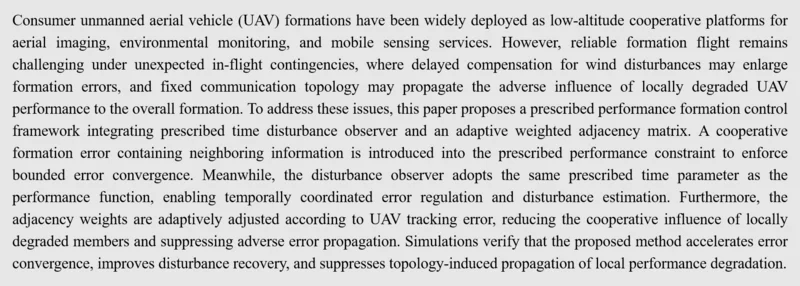 Consumer unmanned aerial vehicle (UAV) formations have been widely deployed as low-altitude cooperative platforms for
aerial imaging, environmental monitoring, and mobile sensing services. However, reliable formation flight remains
challenging under unexpected in-flight contingencies, where delayed compensation for wind disturbances may enlarge
formation errors, and fixed communication topology may propagate the adverse influence of locally degraded UAV
performance to the overall formation. To address these issues, this paper proposes a prescribed performance formation control
framework integrating prescribed time disturbance observer and an adaptive weighted adjacency matrix. A cooperative
formation error containing neighboring information is introduced into the prescribed performance constraint to enforce
bounded error convergence. Meanwhile, the disturbance observer adopts the same prescribed time parameter as the
performance function, enabling temporally coordinated error regulation and disturbance estimation. Furthermore, the
adjacency weights are adaptively adjusted according to UAV tracking error, reducing the cooperative influence of locally
degraded members and suppressing adverse error propagation. Simulations verify that the proposed method accelerates error
convergence, improves disturbance recovery, and suppresses topology-induced propagation of local performance degradation.